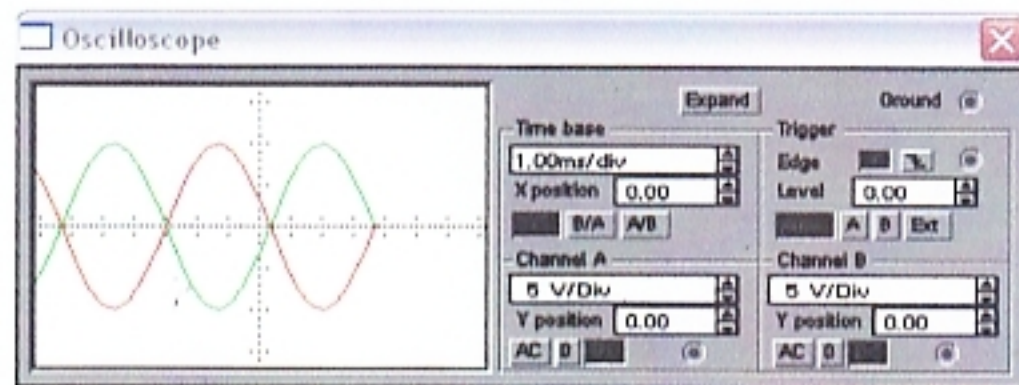 Oscilloscope
Expand
Ground
Time base
1.00ms/div
X position 0.00
B/A A/B
Trigger
Edge
Level 0.00
A B Ext
Channel A
5 V/Div
Y position 0.00
AC 0
Channel B
5 V/Div
Y position 0.00
AC 0